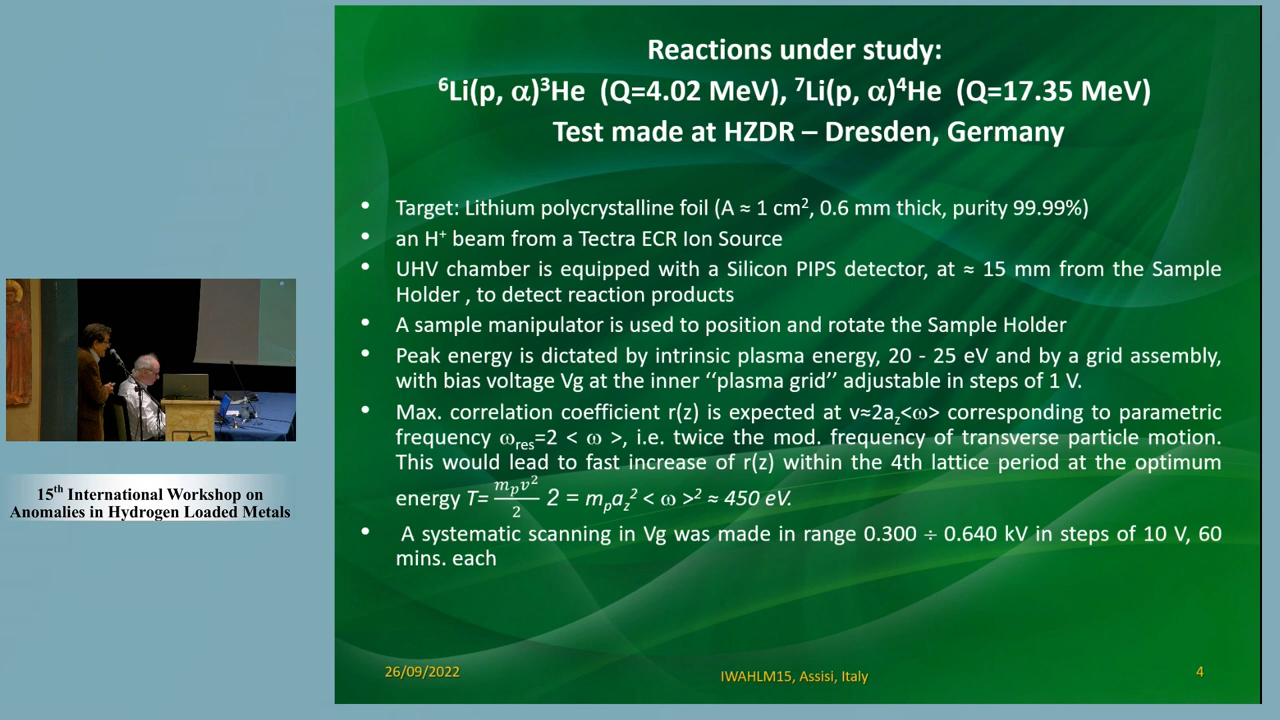 Reactions under study:
⁶Li(p, α)³He (Q=4.02 MeV), ⁷Li(p, α)⁴He (Q=17.35 MeV)
Test made at HZDR – Dresden, Germany
• Target: Lithium polycrystalline foil (A ≈ 1 cm², 0.6 mm thick, purity 99.99%)
• an H⁺ beam from a Tectra ECR Ion Source
• UHV chamber is equipped with a Silicon PIPS detector, at ≈ 15 mm from the Sample
Holder , to detect reaction products
• A sample manipulator is used to position and rotate the Sample Holder
• Peak energy is dictated by intrinsic plasma energy, 20 - 25 eV and by a grid assembly,
with bias voltage Vg at the inner ‘‘plasma grid’’ adjustable in steps of 1 V.
• Max. correlation coefficient r(z) is expected at v≈2a_z<ω> corresponding to parametric
frequency ω_res=2 < ω >, i.e. twice the mod. frequency of transverse particle motion.
This would lead to fast increase of r(z) within the 4th lattice period at the optimum
energy T= m_p v²/2 2 = m_p a_z² < ω >² ≈ 450 eV.
• A systematic scanning in Vg was made in range 0.300 ÷ 0.640 kV in steps of 10 V, 60
mins. each
15th International Workshop on
Anomalies in Hydrogen Loaded Metals
26/09/2022
IWAHLM15, Assisi, Italy
4